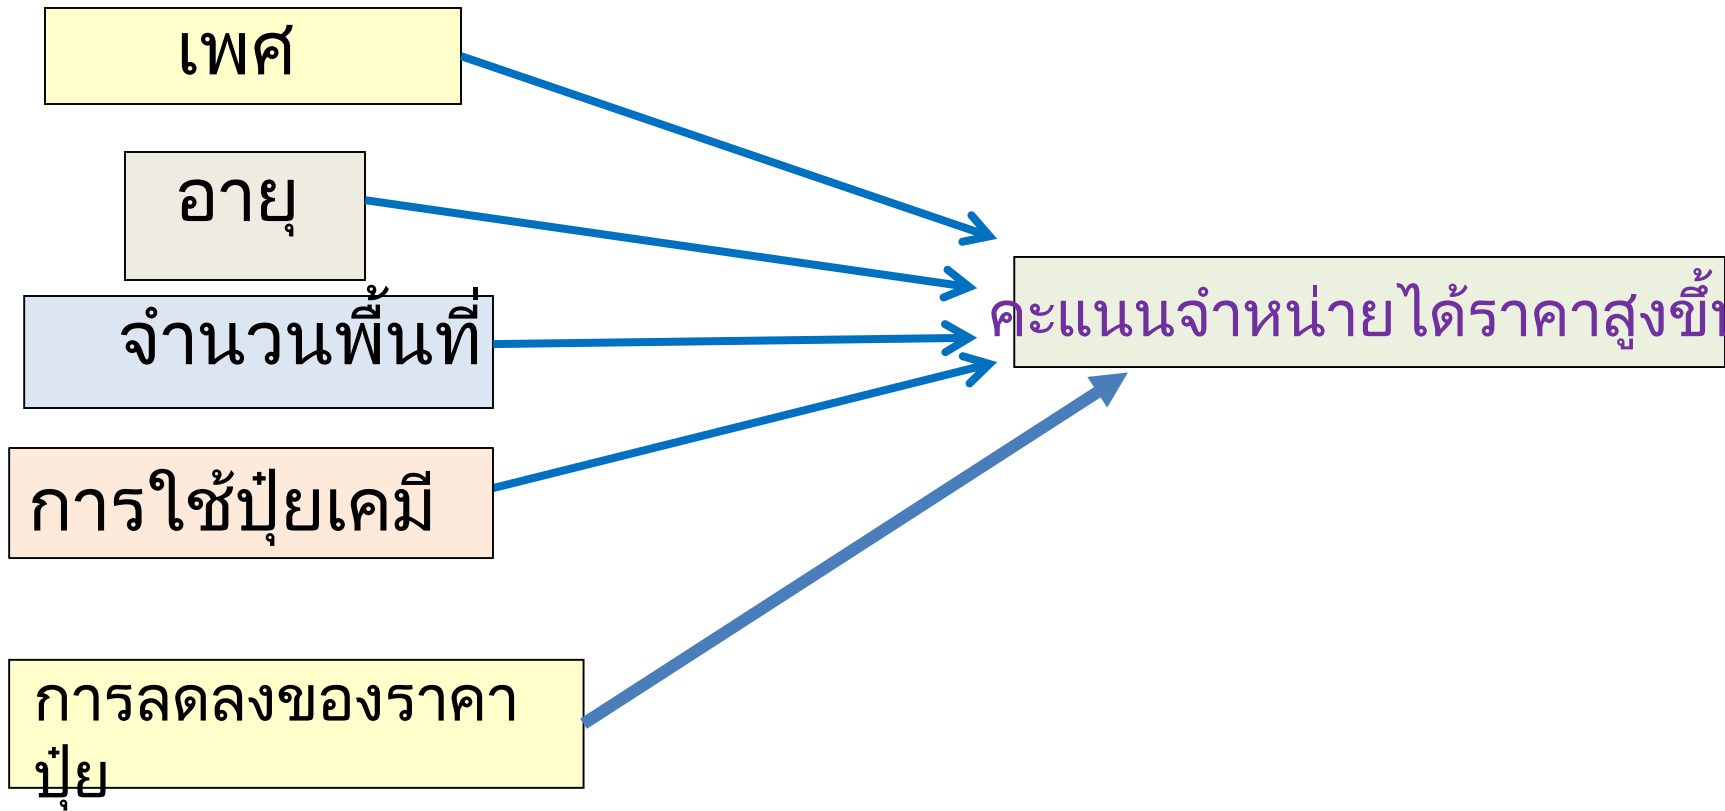 เพศ
อายุ
จำนวนพื้นที่
คะแนนจำหน่ายได้ราคาสูงขึ้น
การใช้ปุ๋ยเคมี
การลดลงของราคา
ปุ๋ย